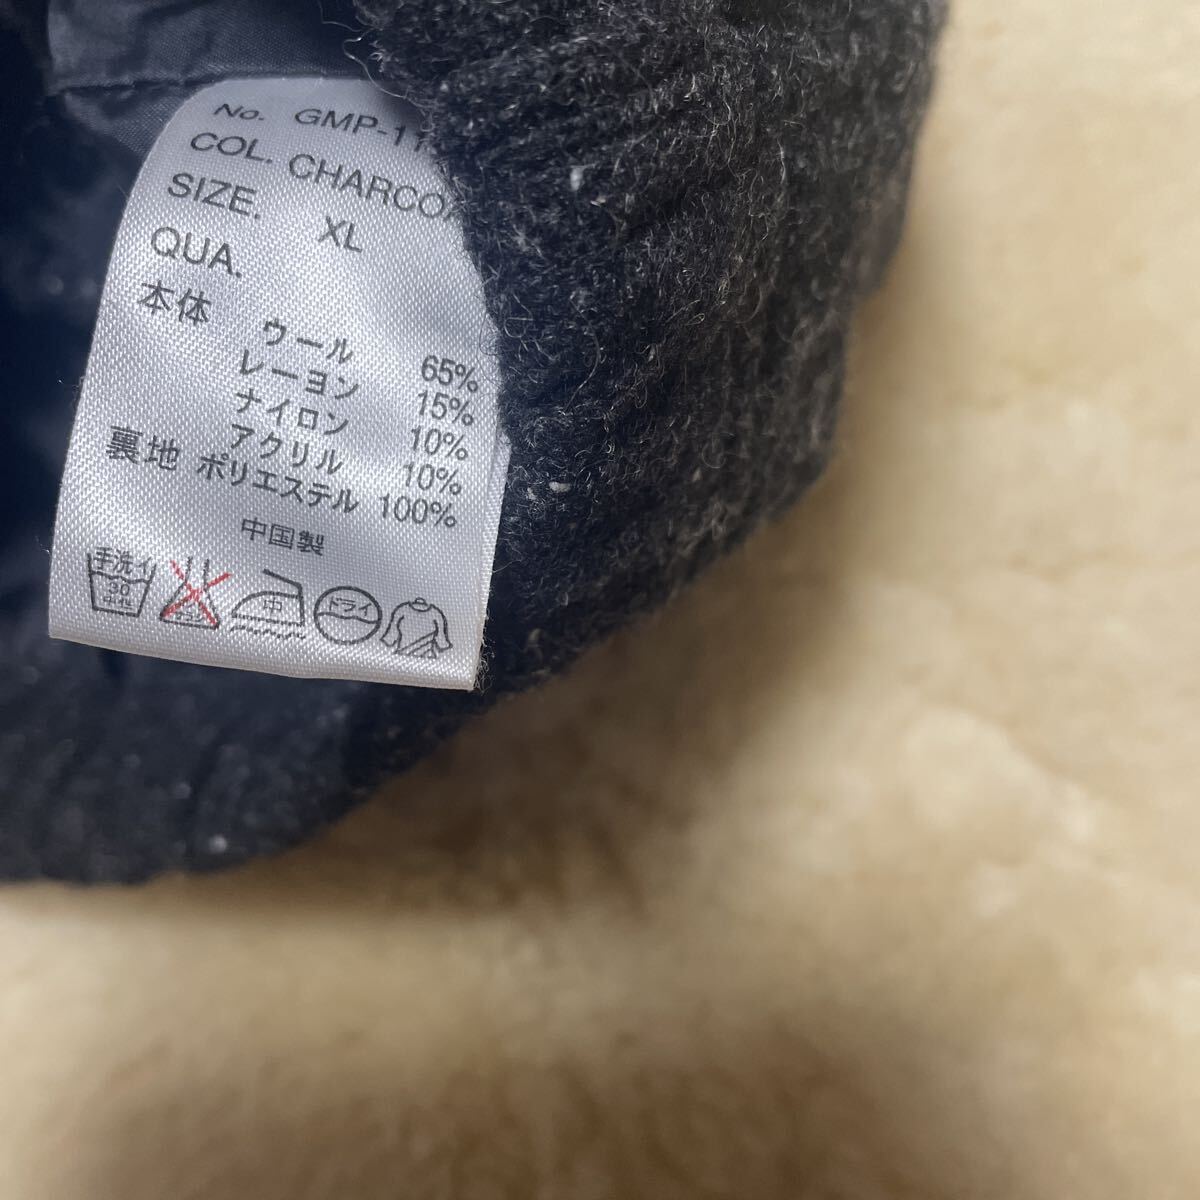 No. GMP-11
COL. CHARCOA
SIZE. XL
QUA.
本体 ウール 65%
レーヨン 15%
ナイロン 10%
アクリル 10%
裏地 ポリエステル 100%
中国製
手洗イ 30 中 ドライ